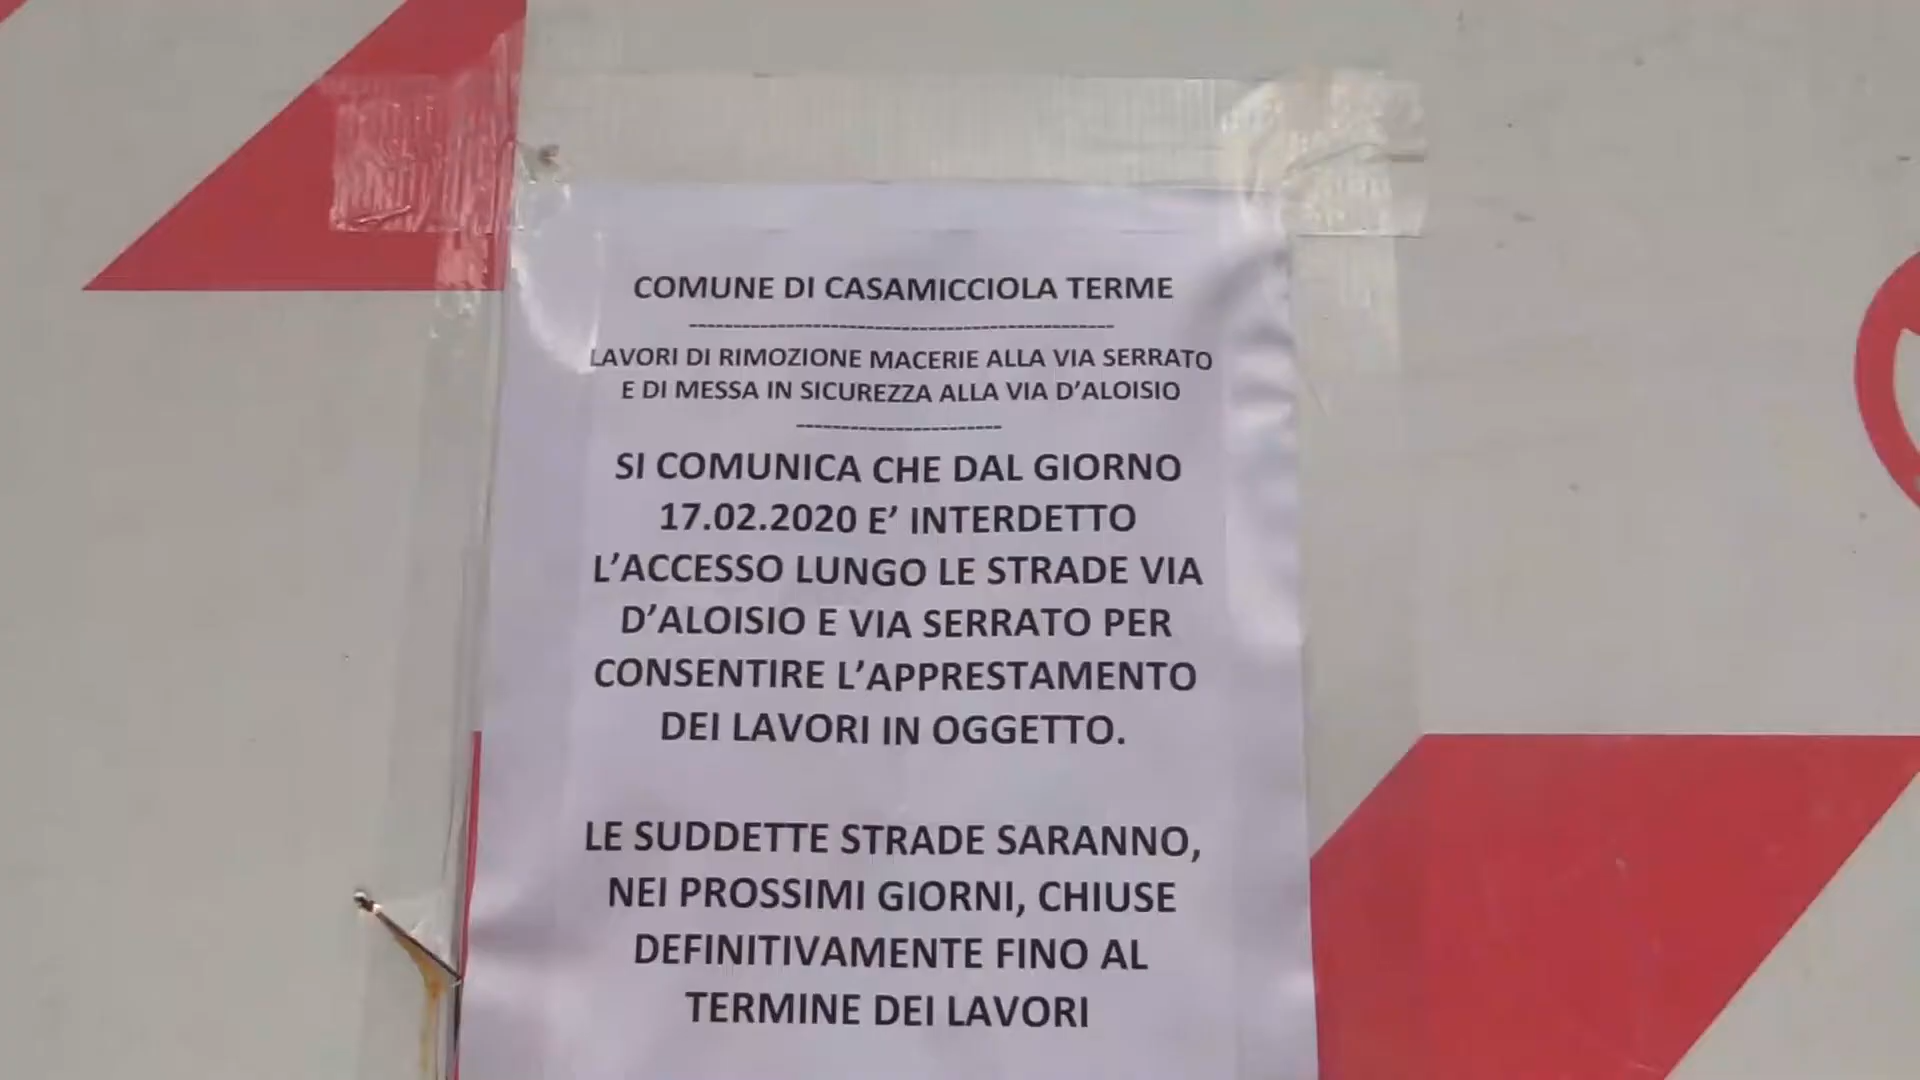 COMUNE DI CASAMICCIOLA TERME
------------------------------------------------
LAVORI DI RIMOZIONE MACERIE ALLA VIA SERRATO
E DI MESSA IN SICUREZZA ALLA VIA D'ALOISIO
-----------------------
SI COMUNICA CHE DAL GIORNO
17.02.2020 E' INTERDETTO
L'ACCESSO LUNGO LE STRADE VIA
D'ALOISIO E VIA SERRATO PER
CONSENTIRE L'APPRESTAMENTO
DEI LAVORI IN OGGETTO.
LE SUDDETTE STRADE SARANNO,
NEI PROSSIMI GIORNI, CHIUSE
DEFINITIVAMENTE FINO AL
TERMINE DEI LAVORI